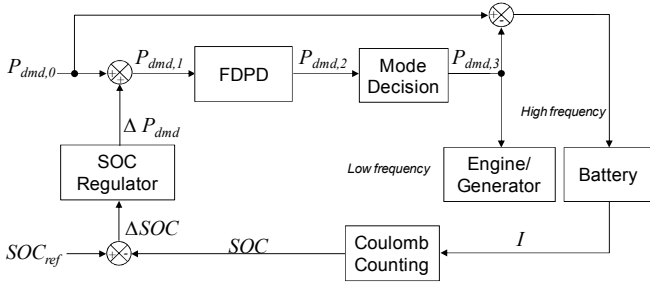 + -
P_dmd,0
+ +
P_dmd,1
FDPD
P_dmd,2
Mode
Decision
P_dmd,3
Δ P_dmd
High frequency
SOC
Regulator
Low frequency
Engine/
Generator
Battery
ΔSOC
SOC_ref
+ -
SOC
Coulomb
Counting
I